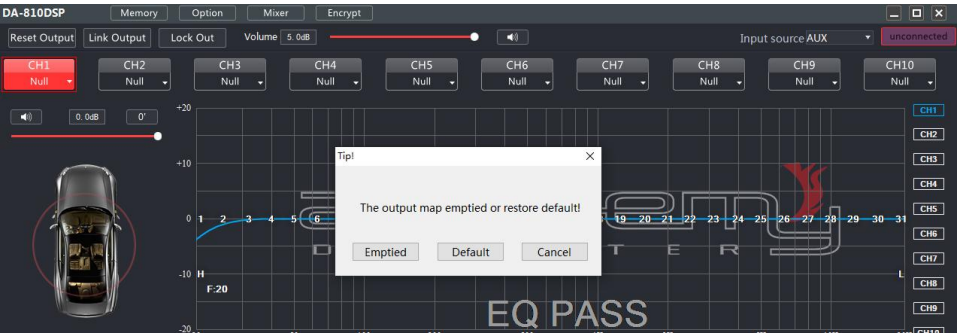 DA-810DSP Memory Option Mixer Encrypt
Reset Output Link Output Lock Out Volume 5. 0dB Input source AUX unconnected
CH1 CH2 CH3 CH4 CH5 CH6 CH7 CH8 CH9 CH10
Null Null Null Null Null Null Null Null Null Null
0. 0dB 0°
+20
CH1
CH2
Tip!
+10
CH3
CH4
The output map emptied or restore default!
CH5
0 1 2 3 4 5 6 19 20 21 22 23 24 25 26 27 28 29 30 31
CH6
Emptied Default Cancel
CH7
-10 H L
CH8
F:20
EQ PASS
CH9
-20
CH10